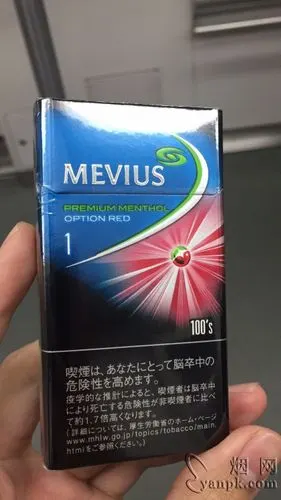 MEVIUS
PREMIUM MENTHOL
OPTION RED
1
100's
喫煙は、あなたにとって脳卒中の
危険性を高めます。
疫学的な推計によると、喫煙者は脳卒中
により死亡する危険性が非喫煙者に比べ
て約1.7倍高くなります。
(詳細については、厚生労働省のホーム・ページ
www.mhlw.go.jp/topics/tobacco/main.
htmlをご参照ください。)
烟网
yanpk.com